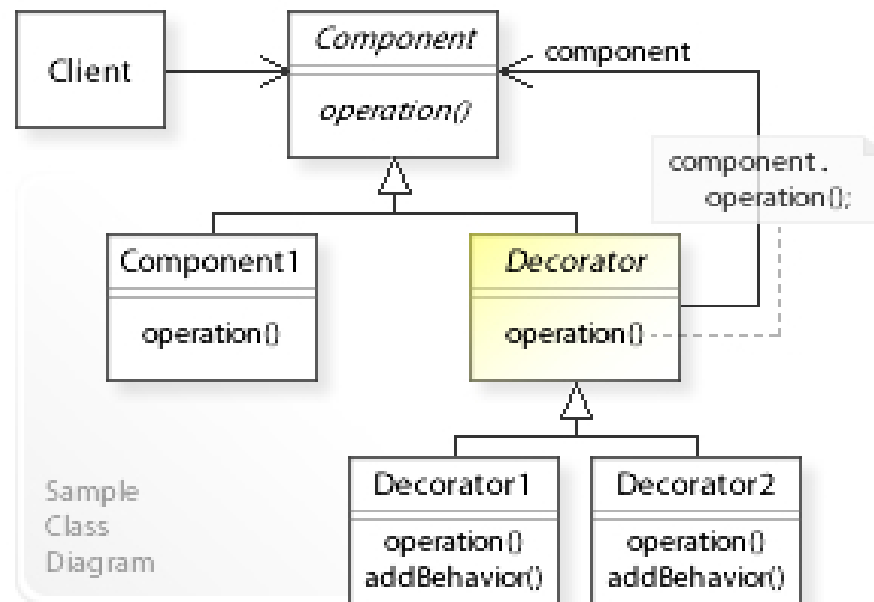 Client
Component
operation()
component
component.
operation();
Component1
operation()
Decorator
operation()
Decorator1
operation()
addBehavior()
Decorator2
operation()
addBehavior()
Sample
Class
Diagram